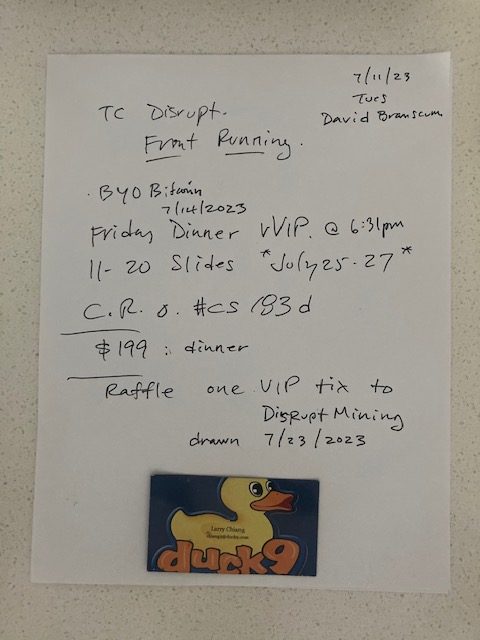 7/11/23
Tues
David Branscum
TC Disrupt.
Front Running.
. BYO Bitcoin
7/14/2023
Friday Dinner vVIP. @ 6:31pm
11-20 Slides *July 25-27*
C.R.O. #CS 183d
$199 : dinner
Raffle one VIP tix to
Disrupt Mining
drawn 7/23/2023
Larry Chiang
duck9